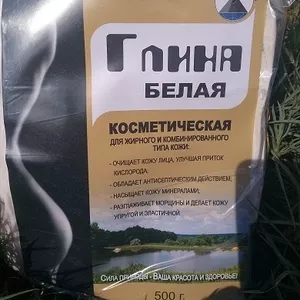 Глина
БЕЛАЯ
КОСМЕТИЧЕСКАЯ
ДЛЯ ЖИРНОГО И КОМБИНИРОВАННОГО
ТИПА КОЖИ:
- ОЧИЩАЕТ КОЖУ ЛИЦА, УЛУЧШАЯ ПРИТОК
КИСЛОРОДА.
- ОБЛАДАЕТ АНТИСЕПТИЧЕСКИМ ДЕЙСТВИЕМ,
- НАСЫЩАЕТ КОЖУ МИНЕРАЛАМИ,
- РАЗГЛАЖИВАЕТ МОРЩИНЫ И ДЕЛАЕТ КОЖУ
УПРУГОЙ И ЭЛАСТИЧНОЙ.
СИЛА ПРИРОДЫ - ВАША КРАСОТА И ЗДОРОВЬЕ!
500 г.